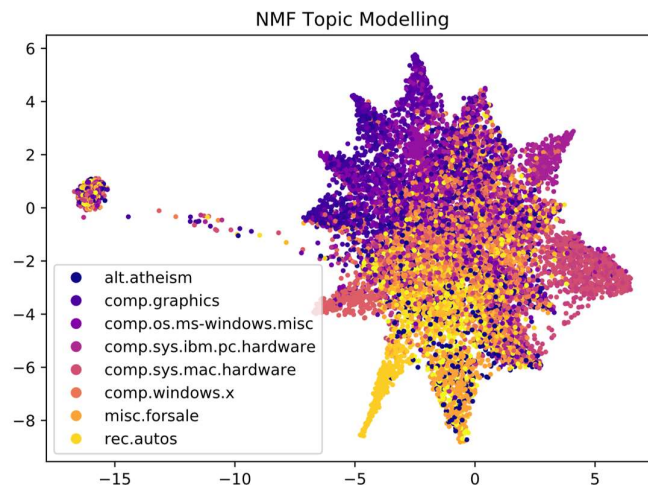 NMF Topic Modelling
6
4
2
0
−2
−4
−6
−8
alt.atheism
comp.graphics
comp.os.ms-windows.misc
comp.sys.ibm.pc.hardware
comp.sys.mac.hardware
comp.windows.x
misc.forsale
rec.autos
−15 −10 −5 0 5